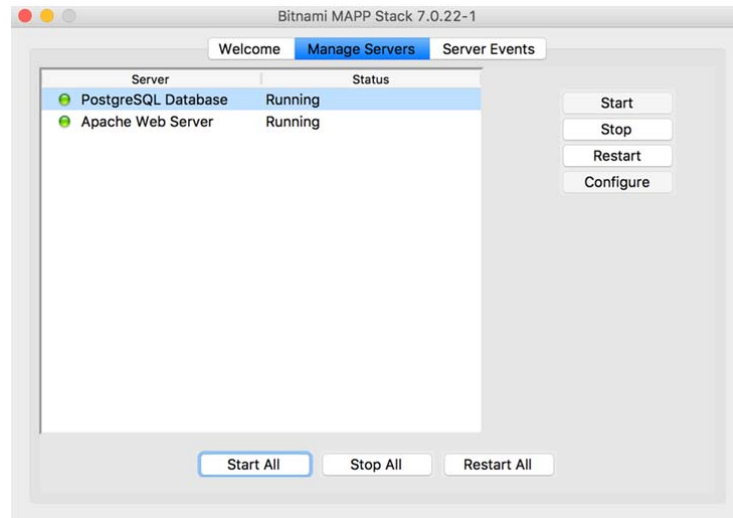 Bitnami MAPP Stack 7.0.22-1
Welcome Manage Servers Server Events
Server Status
PostgreSQL Database Running
Apache Web Server Running
Start
Stop
Restart
Configure
Start All Stop All Restart All